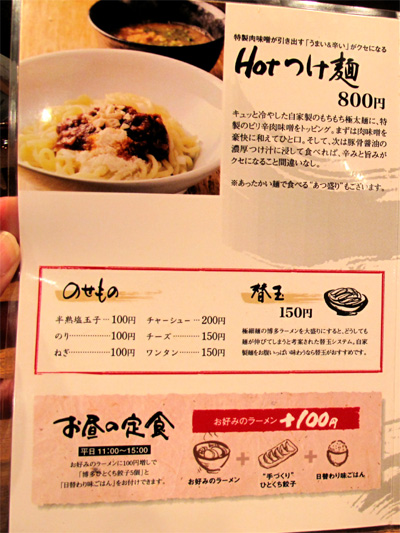 特製肉味噌が引き出す「うまい&辛い」がクセになる
Hotつけ麺
800円
キュッと冷やした自家製のもちもち極太麺に、特
製のピリ辛肉味噌をトッピング。まずは肉味噌を
豪快に和えてひと口。そして、次は豚骨醤油の
濃厚つけ汁に浸して食べれば、辛みと旨みが
クセになること間違いなし。
※あったかい麺で食べる“あつ盛り”もございます。
のせもの
半熟塩玉子…100円
のり………100円
ねぎ………100円
チャーシュー…200円
チーズ……150円
ワンタン……150円
替玉
150円
極細麺の博多ラーメンを大盛りにすると、どうしても
麺が伸びてしまうと考案された替玉システム。自家
製麺をお腹いっぱい味わうなら替玉がおすすめです。
お昼の定食
平日 11:00〜15:00
お好みのラーメンに100円増しで
「博多ひとくち餃子5個」と
「日替わり味ごはん」をお付けできます。
お好みのラーメン +100円
お好みのラーメン + “手づくり”ひとくち餃子 + 日替わり味ごはん